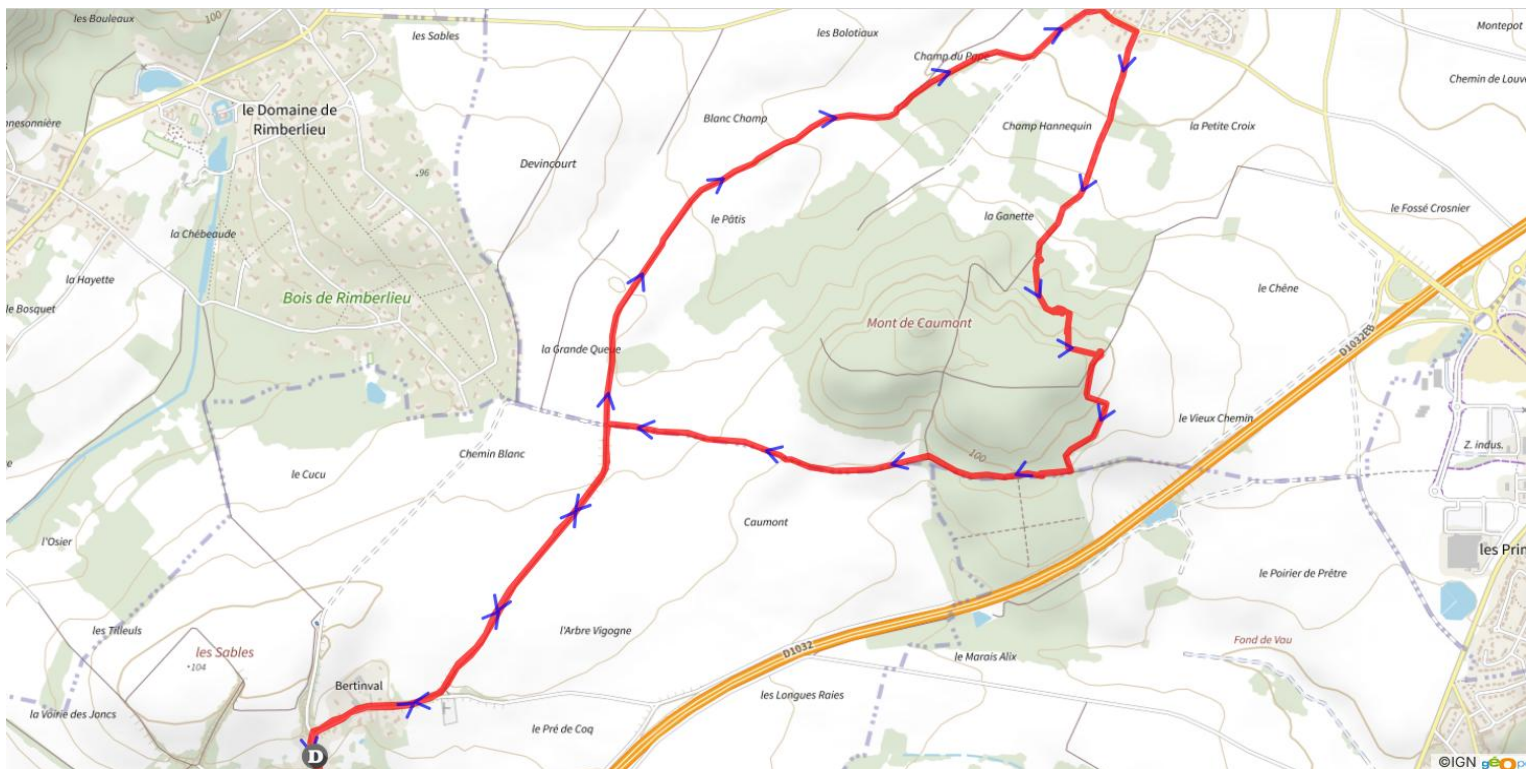 les Bouleaux
100
les Sables
les Bolotiaux
Montepot
Champ du Pape
Chemin de Louv
le Domaine de
Rimberlieu
Blanc Champ
Champ Hannequin
la Petite Croix
onesonnière
Devincourt
96
le Pâtis
la Ganette
le Fossé Crosnier
la Chébeaude
la Hayette
le Bosquet
Bois de Rimberlieu
le Chêne
Mont de Caumont
la Grande Queue
D1032EB
le Vieux Chemin
Chemin Blanc
100
Z. indus.
le Cucu
Caumont
l'Osier
les Prin
le Poirier de Prêtre
les Tilleuls
l'Arbre Vigogne
les Sables
104
D1032
Fond de Vau
le Marais Alix
Bertinval
la Voirie des Joncs
les Longues Raies
le Pré de Coq
D
©IGN géopo